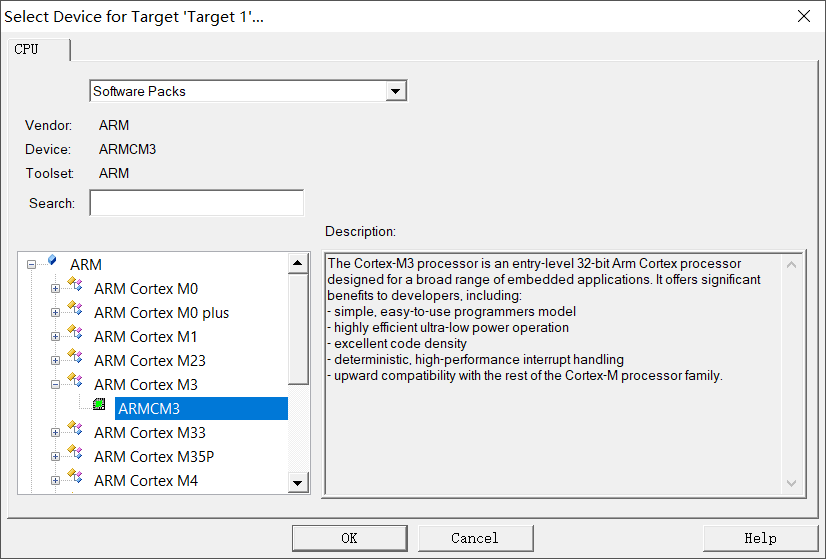 Select Device for Target 'Target 1'...
CPU
Software Packs
Vendor: ARM
Device: ARMCM3
Toolset: ARM
Search:
Description:
ARM
ARM Cortex M0
ARM Cortex M0 plus
ARM Cortex M1
ARM Cortex M23
ARM Cortex M3
ARMCM3
ARM Cortex M33
ARM Cortex M35P
ARM Cortex M4
The Cortex-M3 processor is an entry-level 32-bit Arm Cortex processor
designed for a broad range of embedded applications. It offers significant
benefits to developers, including:
- simple, easy-to-use programmers model
- highly efficient ultra-low power operation
- excellent code density
- deterministic, high-performance interrupt handling
- upward compatibility with the rest of the Cortex-M processor family.
OK
Cancel
Help